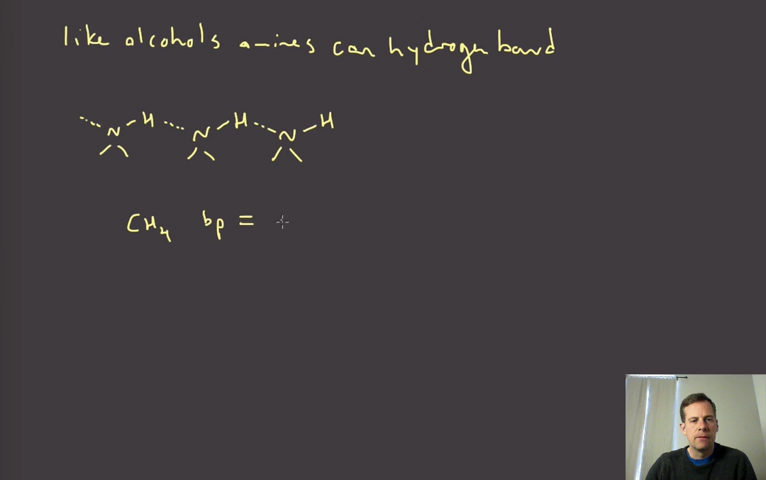 like alcohols amines can hydrogen bond
N-H N-H N-H
CH4 bp =